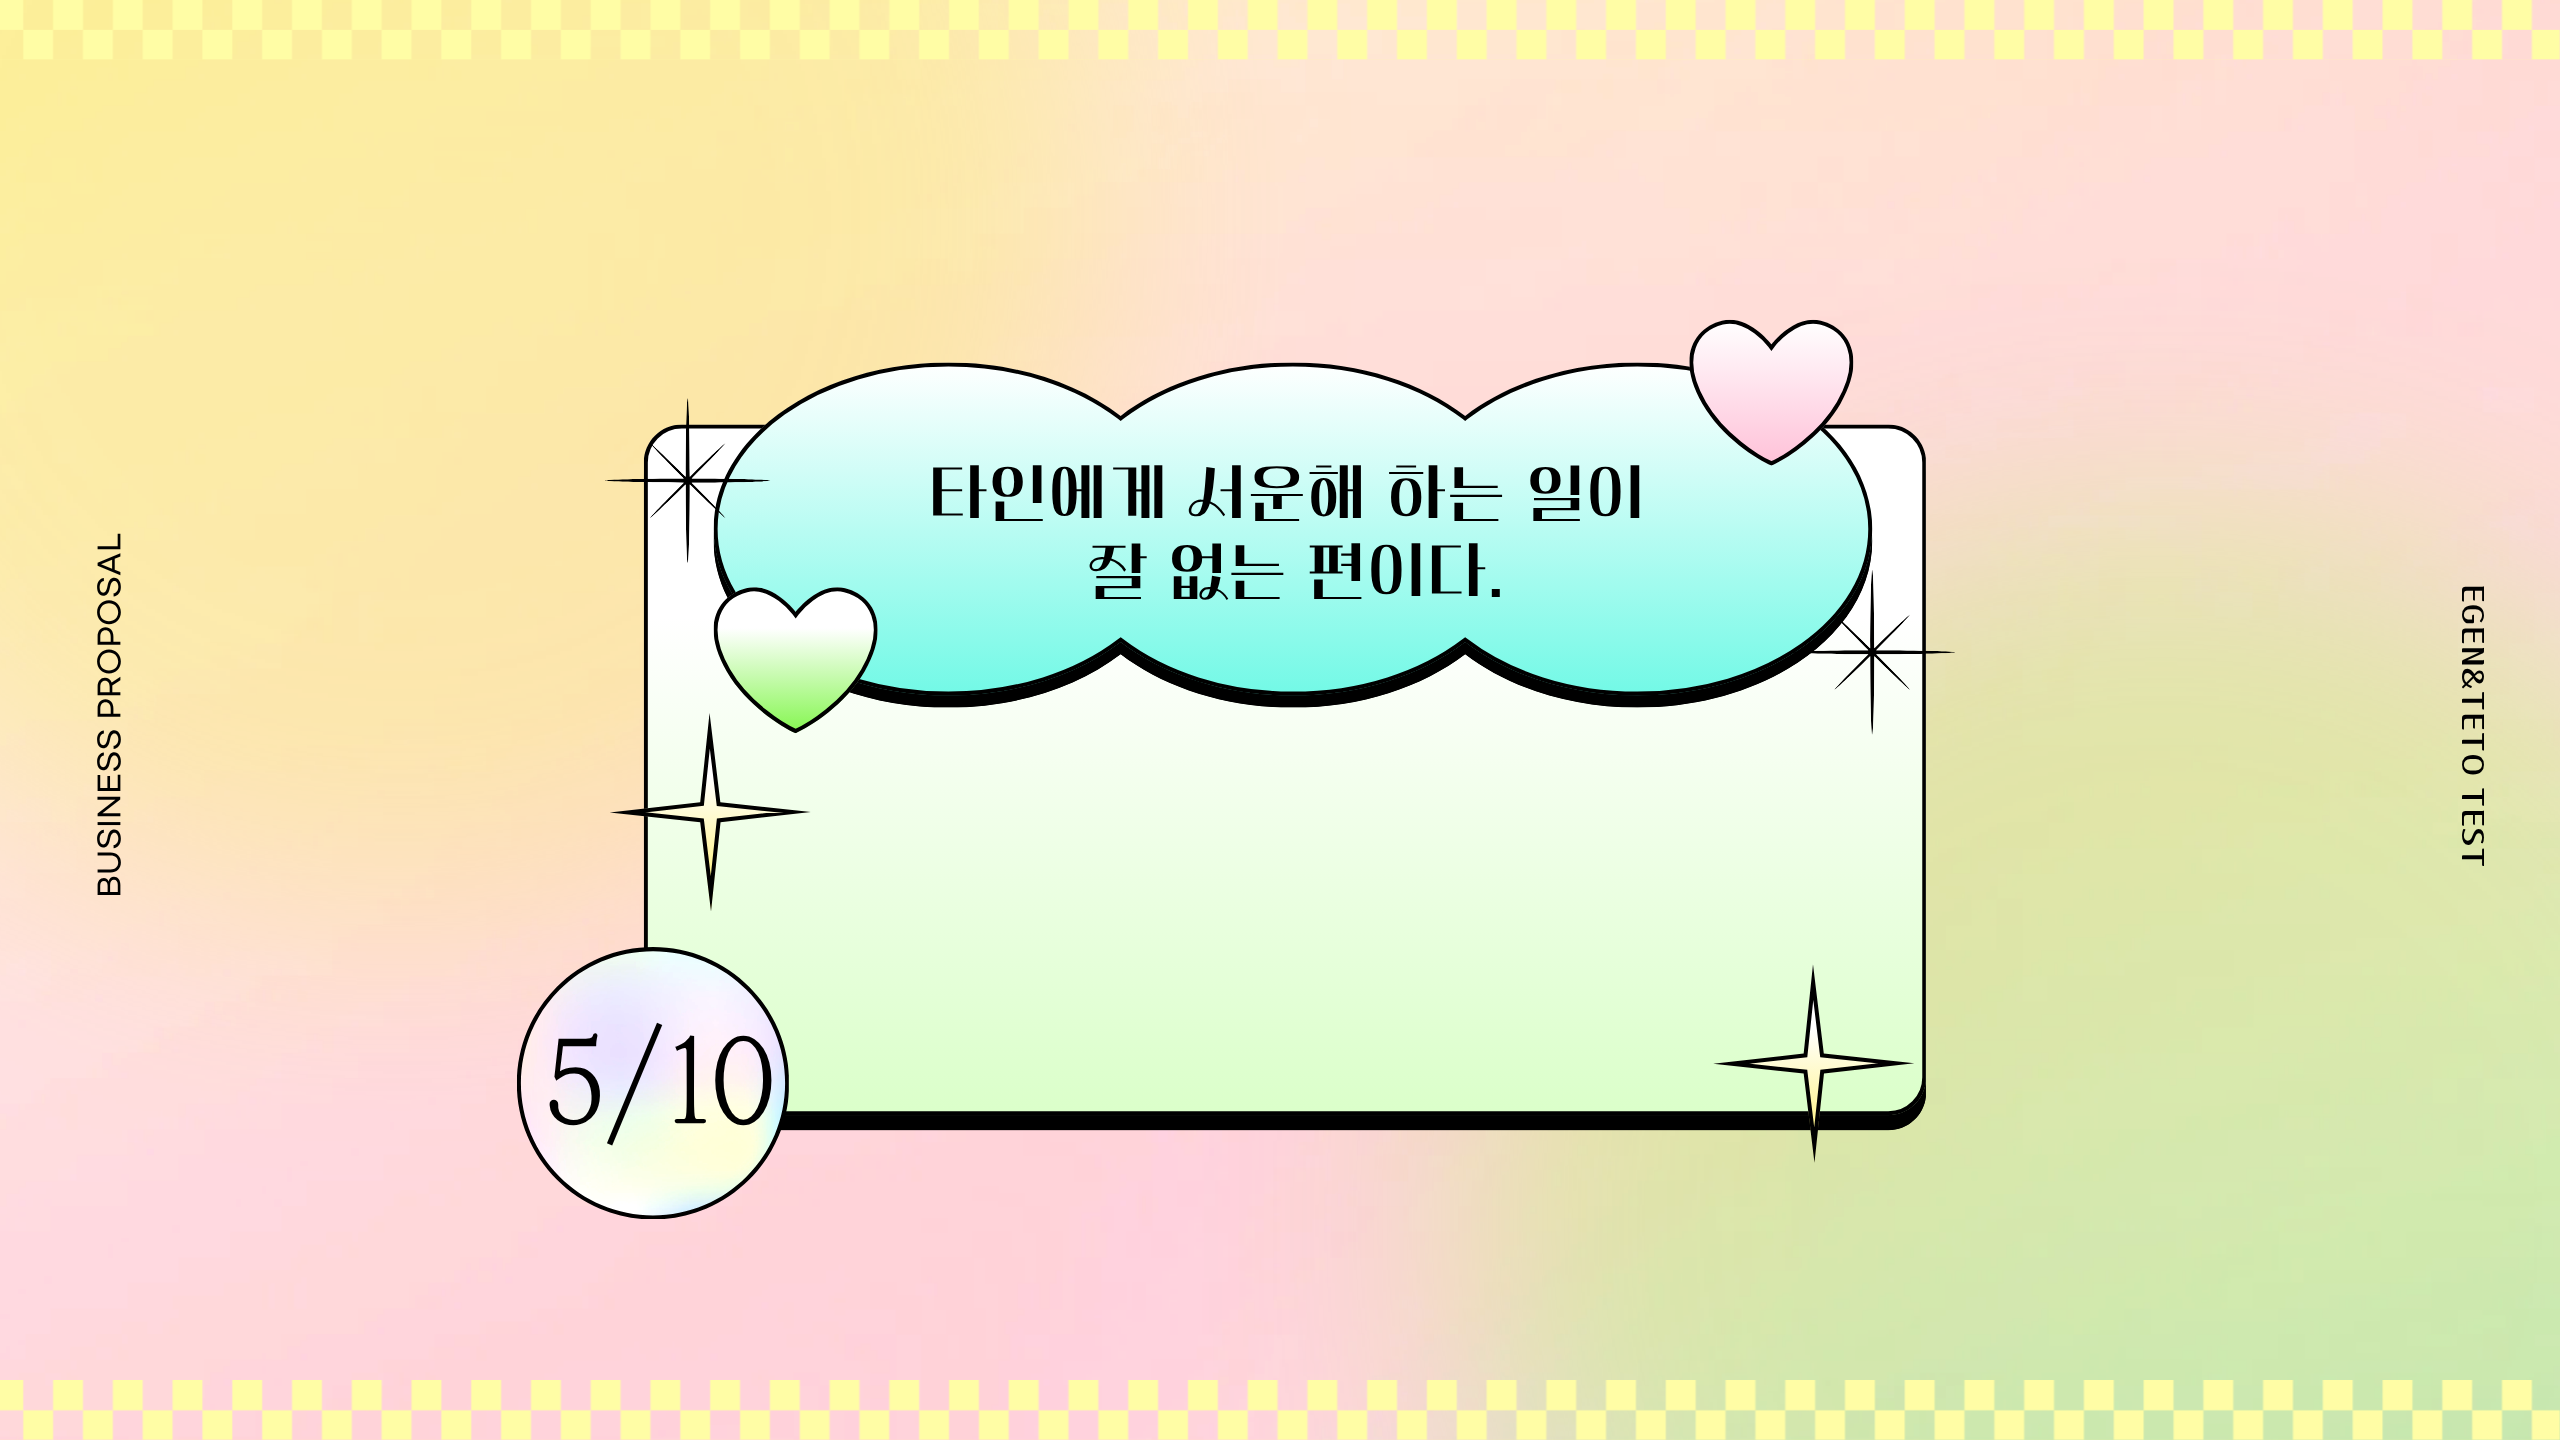 타인에게 서운해 하는 일이
잘 없는 편이다.
BUSINESS PROPOSAL
EGEN&TETO TEST
5/10